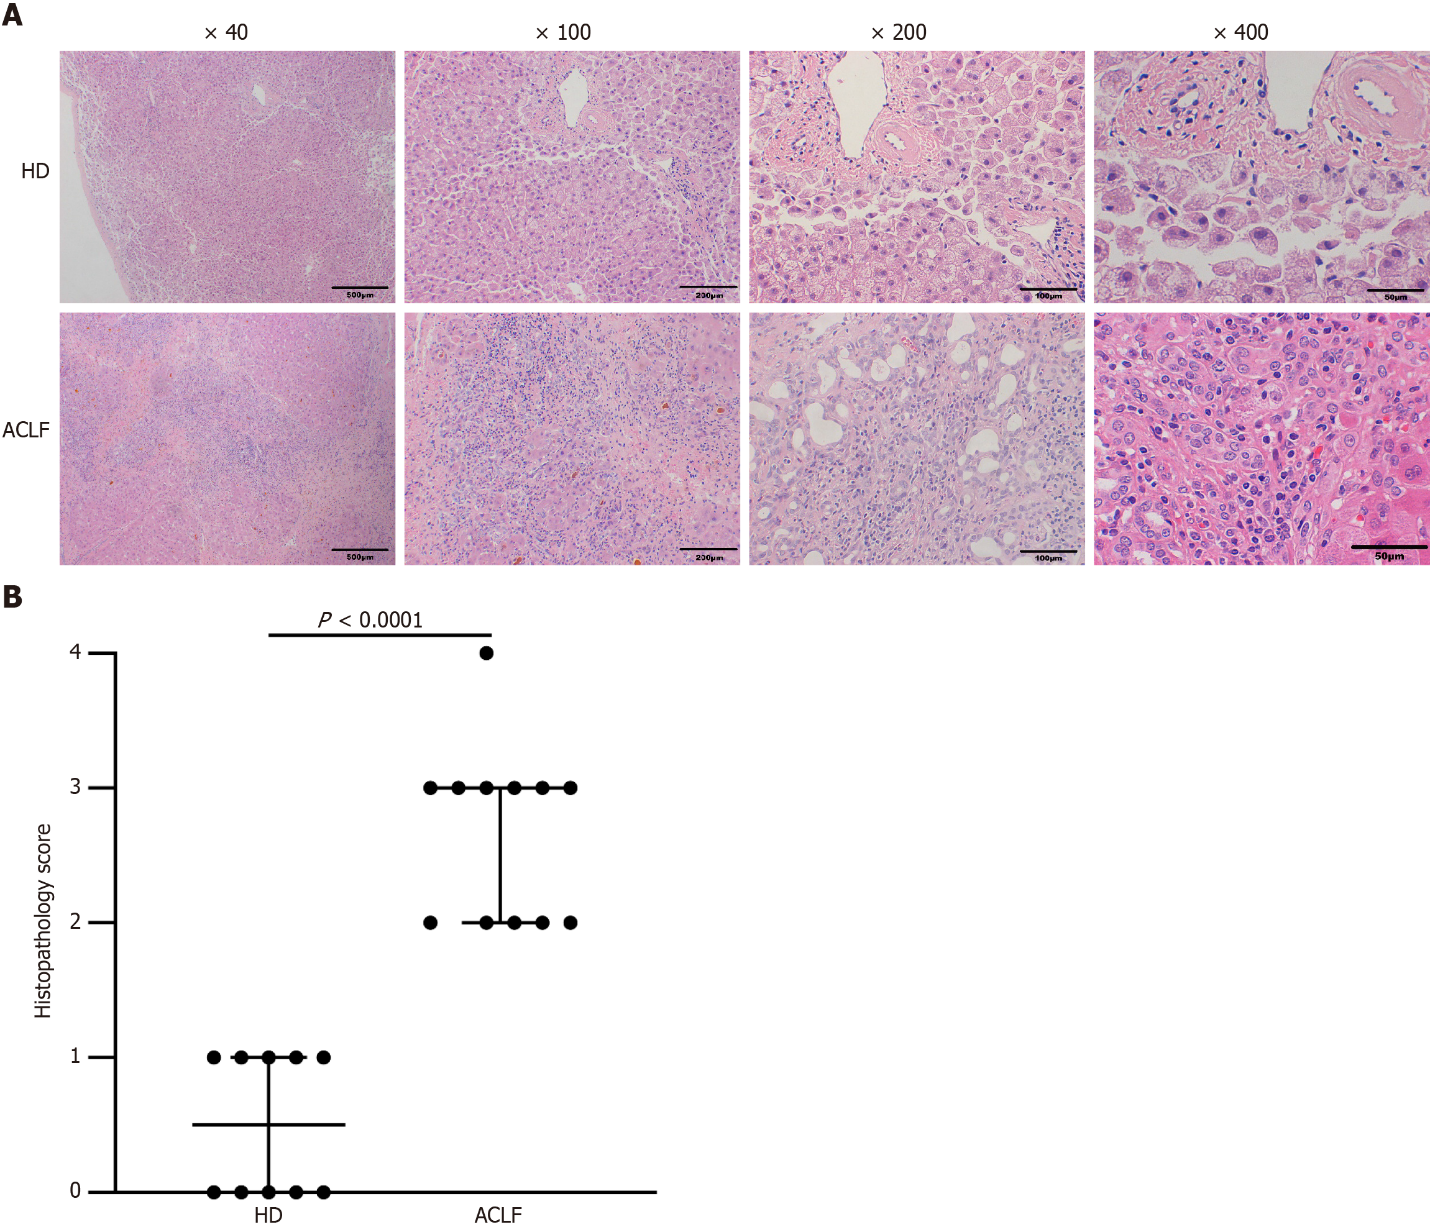 A
× 40
× 100
× 200
× 400
HD
500µm
200µm
100µm
50µm
ACLF
500µm
200µm
100µm
50µm
B
P < 0.0001
4
3
2
1
0
Histopathology score
HD
ACLF